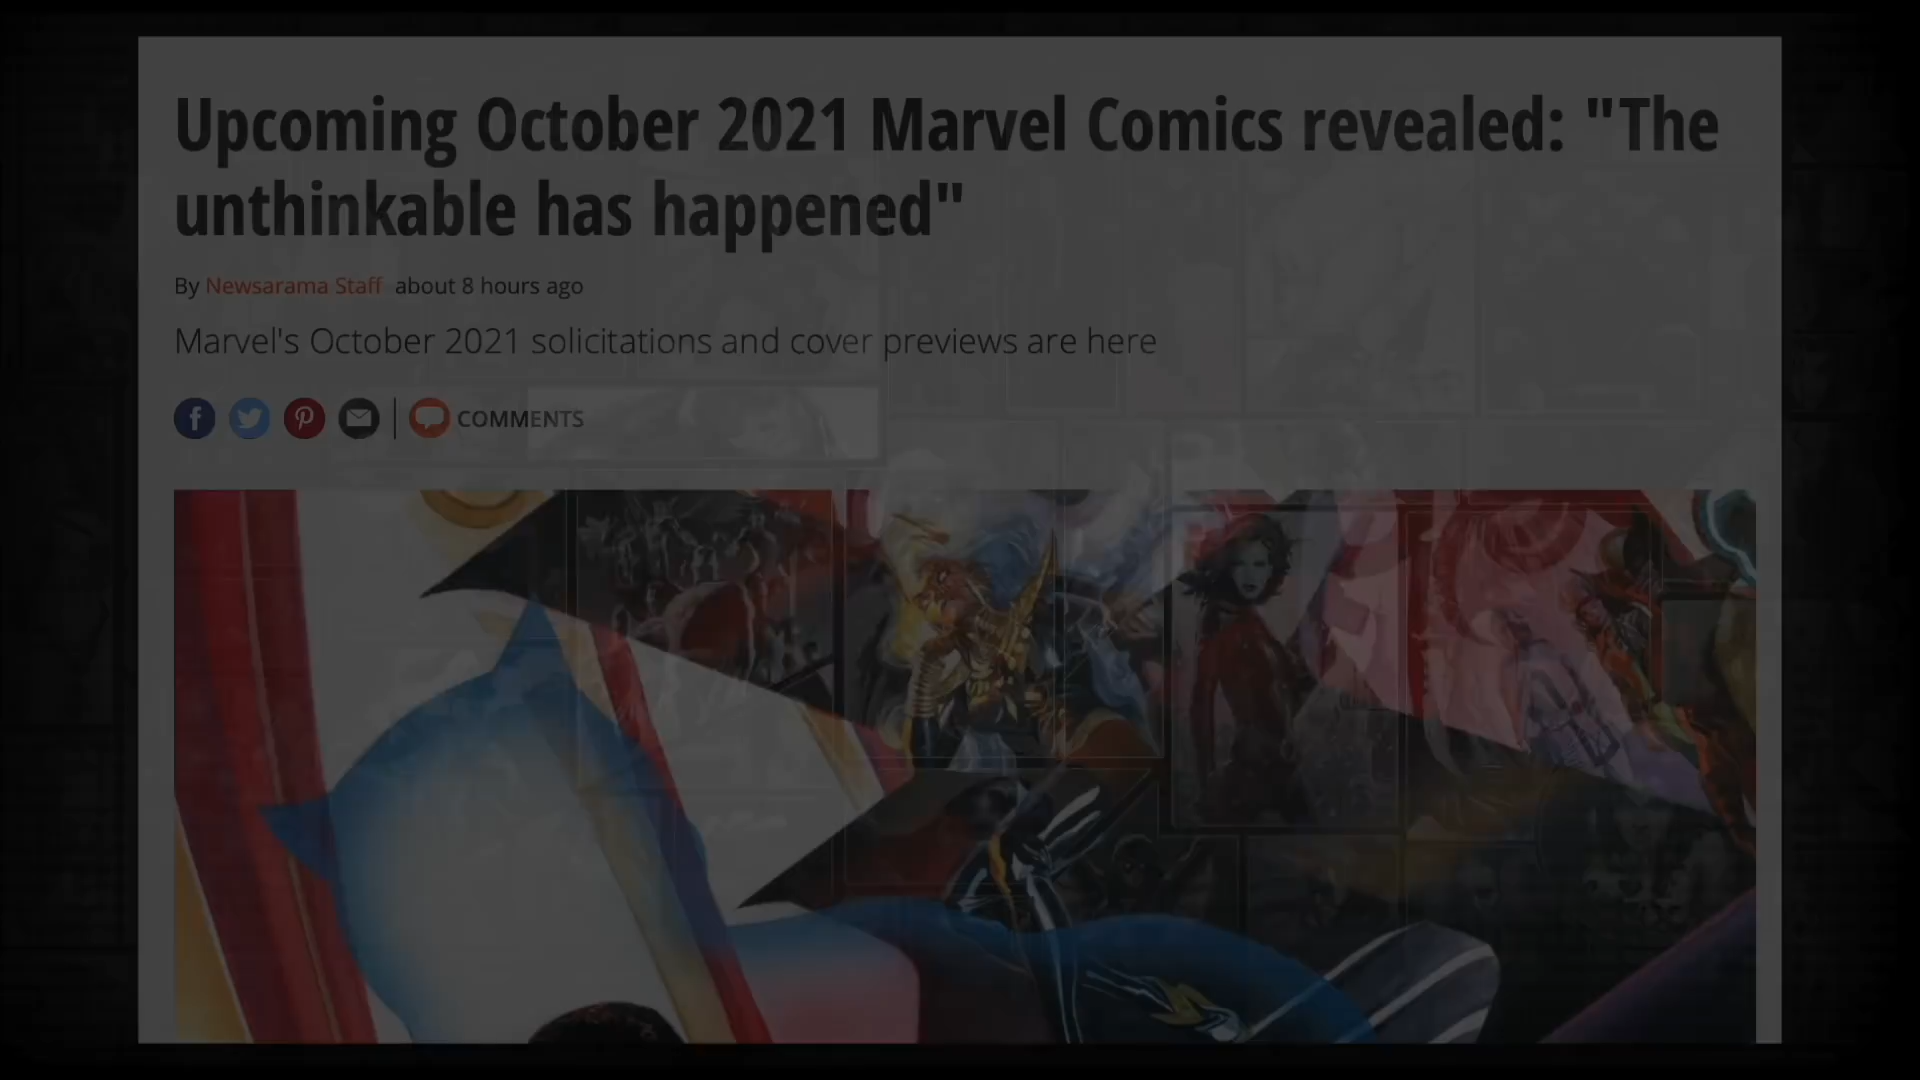 Upcoming October 2021 Marvel Comics revealed: "The
unthinkable has happened"
By Newsarama Staff about 8 hours ago
Marvel's October 2021 solicitations and cover previews are here
COMMENTS